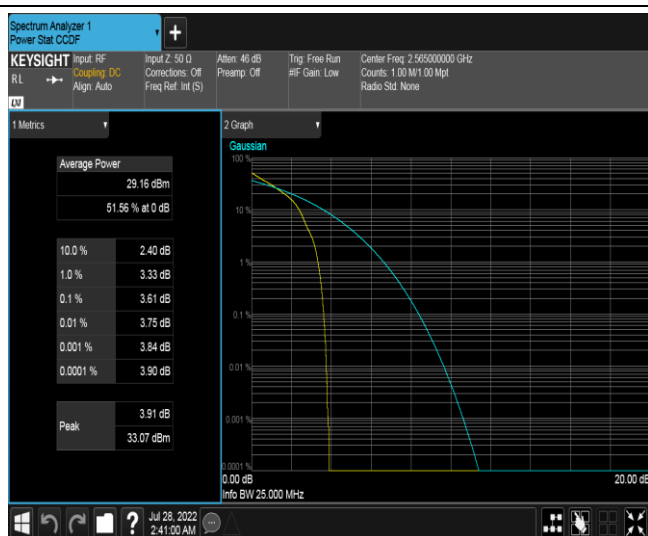 Spectrum Analyzer 1
Power Stat CCDF
+
KEYSIGHT
RL
LXI
Input: RF
Coupling: DC
Align: Auto
Input Z: 50 Ω
Corrections: Off
Freq Ref: Int (S)
Atten: 46 dB
Preamp: Off
Trig: Free Run
#IF Gain: Low
Center Freq: 2.565000000 GHz
Counts: 1.00 M/1.00 Mpt
Radio Std: None
1 Metrics
Average Power
29.16 dBm
51.56 % at 0 dB
10.0 % 2.40 dB
1.0 % 3.33 dB
0.1 % 3.61 dB
0.01 % 3.75 dB
0.001 % 3.84 dB
0.0001 % 3.90 dB
Peak
3.91 dB
33.07 dBm
2 Graph
Gaussian
100 %
10 %
1 %
0.1 %
0.01 %
0.001 %
0.0001 %
0.00 dB 20.00 dB
Info BW 25.000 MHz
?
Jul 28, 2022
2:41:00 AM